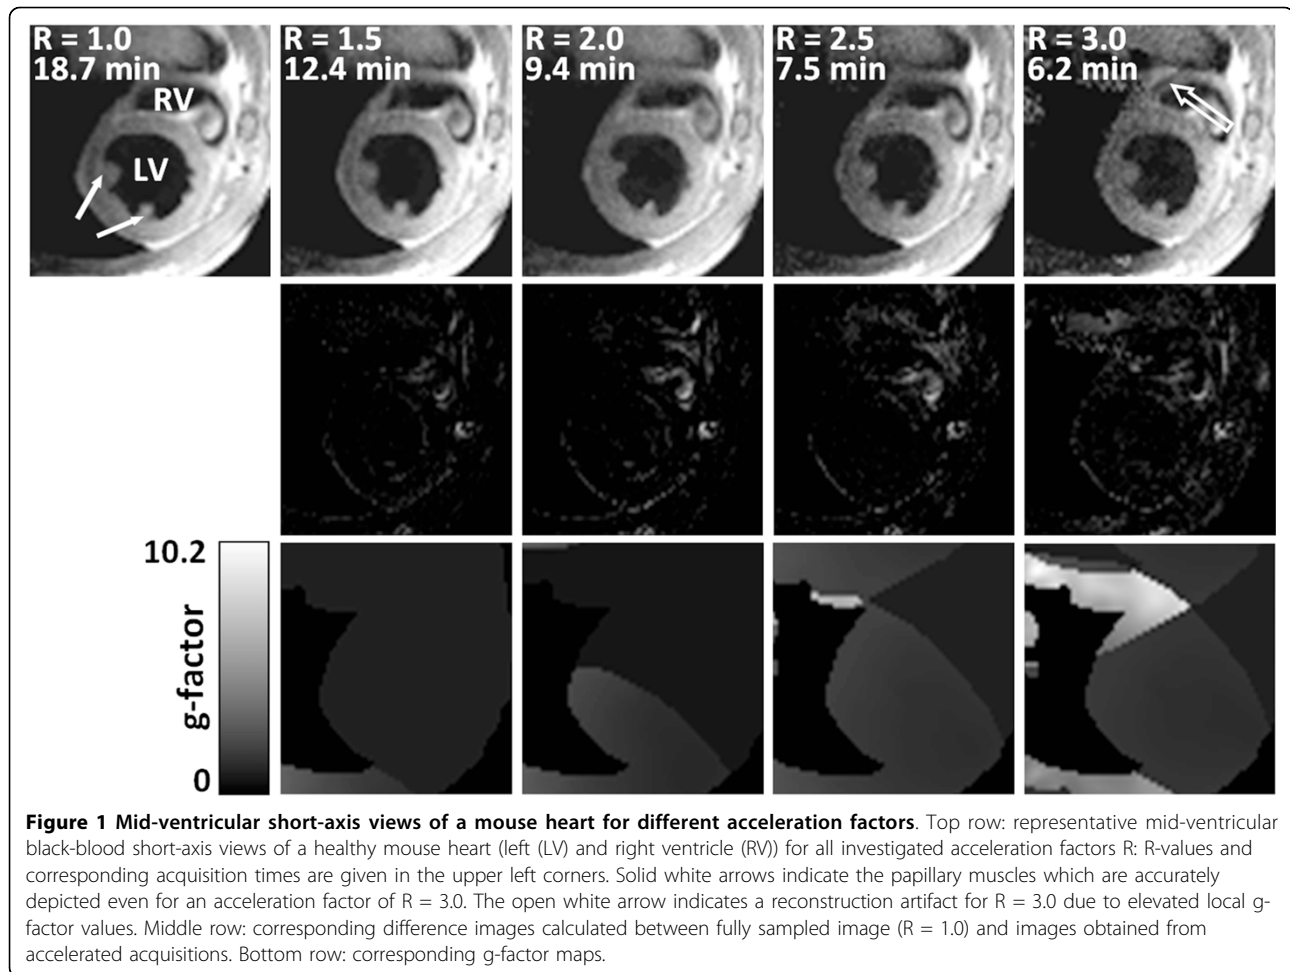 R = 1.0
18.7 min
RV
LV
R = 1.5
12.4 min
R = 2.0
9.4 min
R = 2.5
7.5 min
R = 3.0
6.2 min
10.2
g-factor
0
Figure 1 Mid-ventricular short-axis views of a mouse heart for different acceleration factors. Top row: representative mid-ventricular
black-blood short-axis views of a healthy mouse heart (left (LV) and right ventricle (RV)) for all investigated acceleration factors R: R-values and
corresponding acquisition times are given in the upper left corners. Solid white arrows indicate the papillary muscles which are accurately
depicted even for an acceleration factor of R = 3.0. The open white arrow indicates a reconstruction artifact for R = 3.0 due to elevated local g-
factor values. Middle row: corresponding difference images calculated between fully sampled image (R = 1.0) and images obtained from
accelerated acquisitions. Bottom row: corresponding g-factor maps.